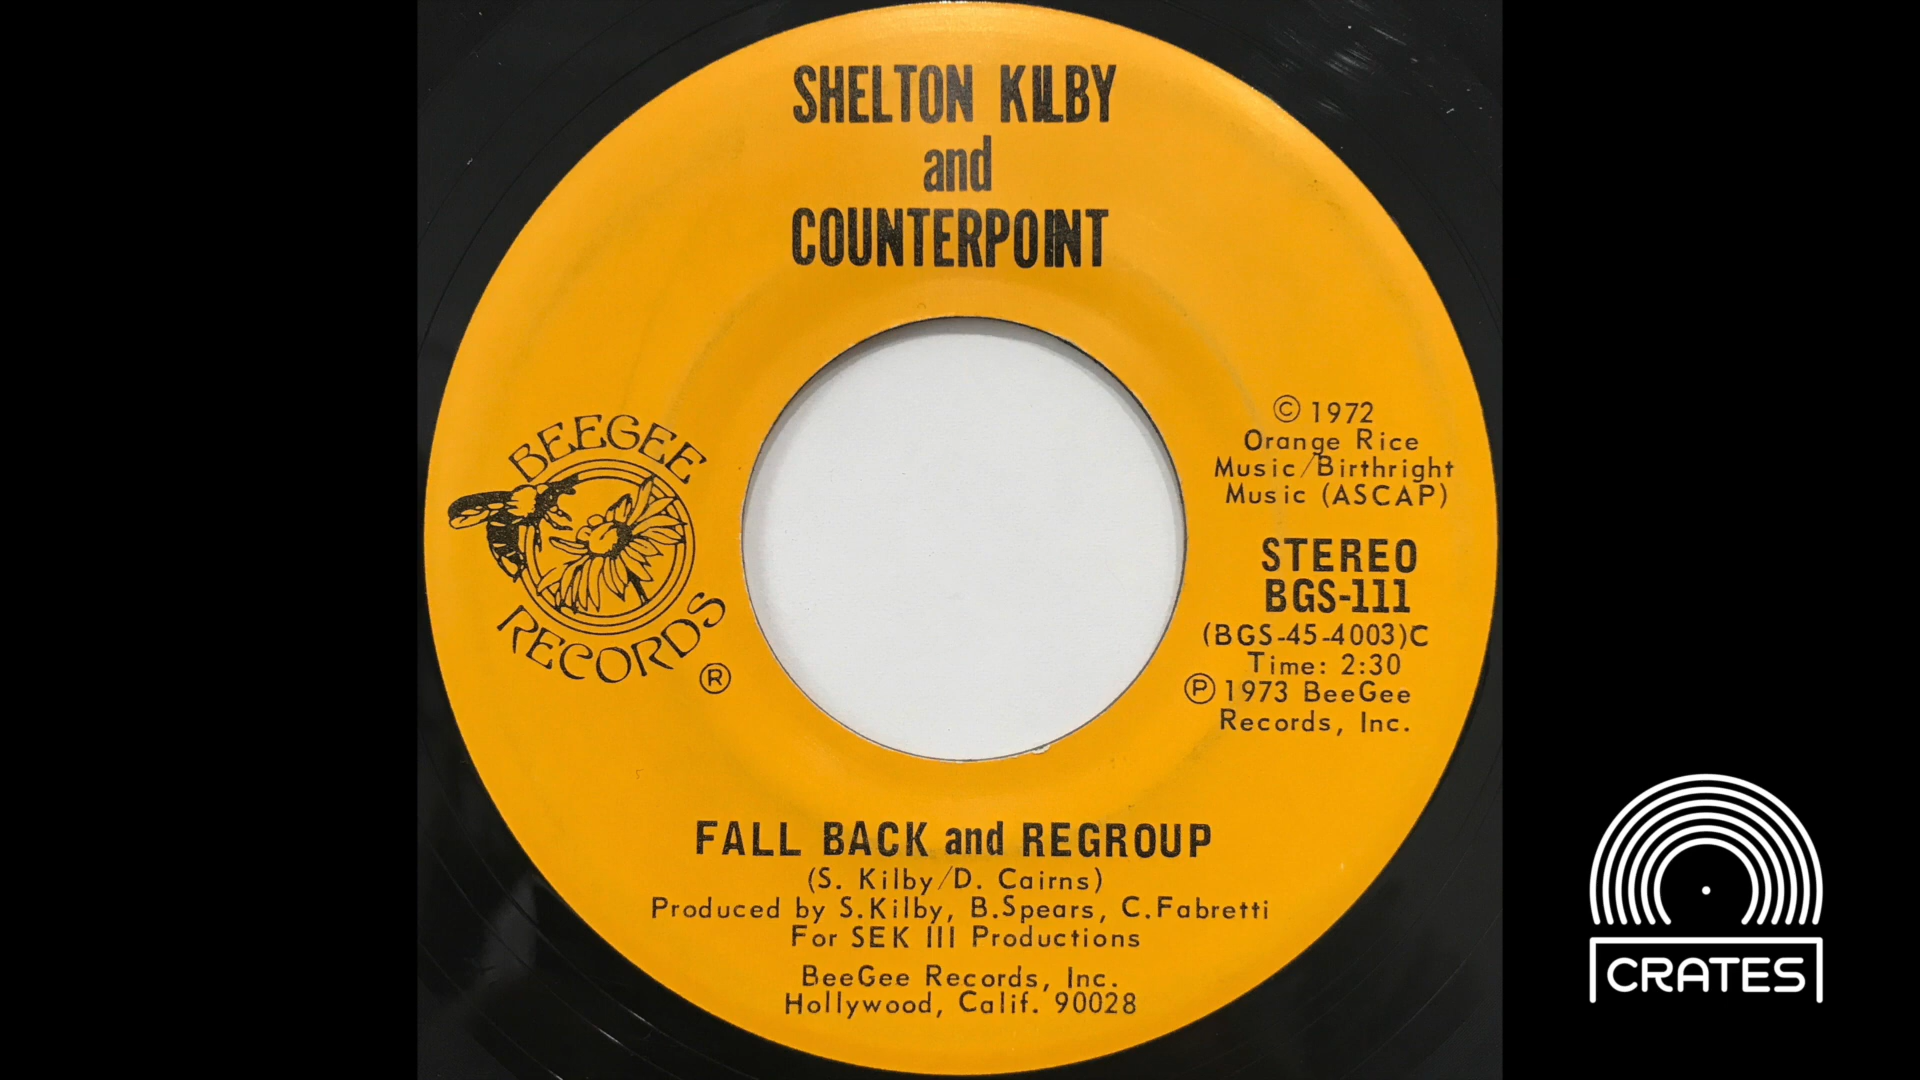 SHELTON KILBY
and
COUNTERPOINT
BEEGEE
RECORDS
®
© 1972
Orange Rice
Music/Birthright
Music (ASCAP)
STEREO
BGS-111
(BGS-45-4003)C
Time: 2:30
℗ 1973 BeeGee
Records, Inc.
FALL BACK and REGROUP
(S. Kilby/D. Cairns)
Produced by S.Kilby, B.Spears, C.Fabretti
For SEK III Productions
BeeGee Records, Inc.
Hollywood, Calif. 90028
CRATES